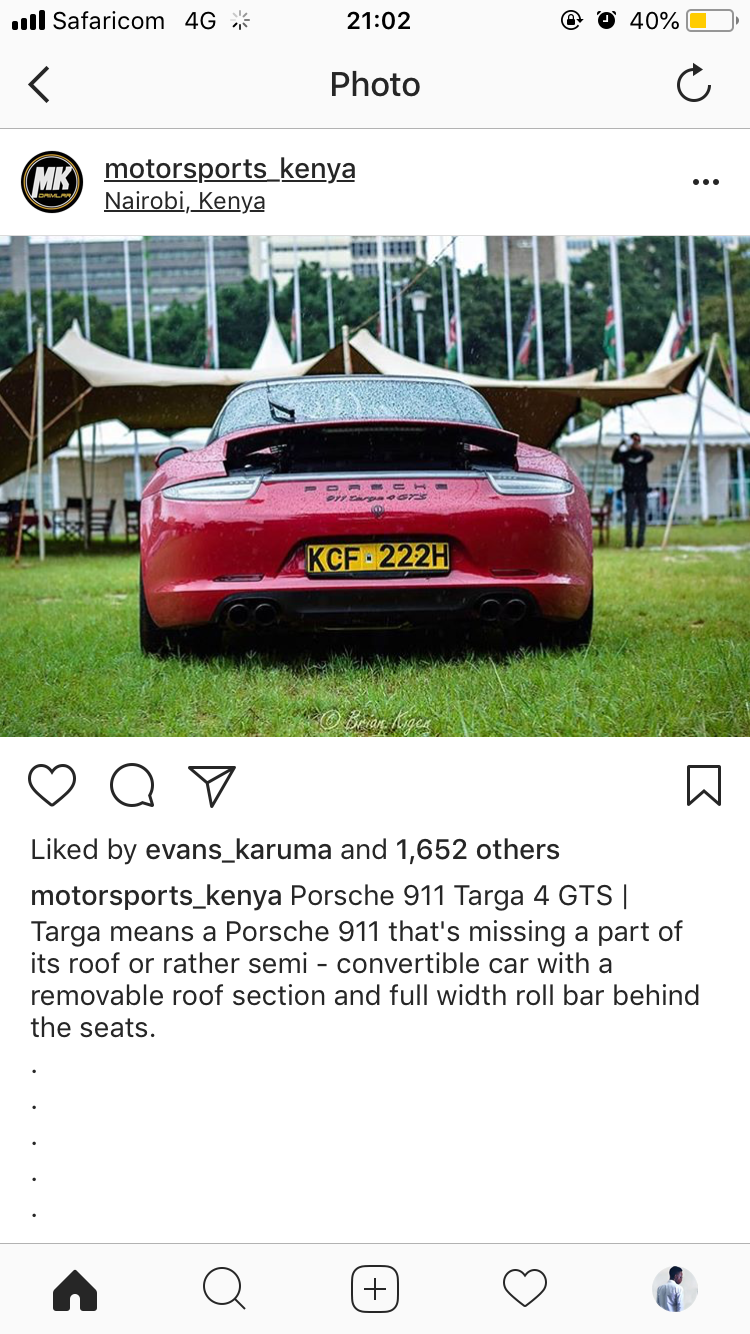 Safaricom 4G 21:02 40%
Photo
MK
motorsports_kenya
Nairobi, Kenya
PORSCHE
911 Targa 4 GTS
KCF 222H
© Brian Kigen
Liked by evans_karuma and 1,652 others
motorsports_kenya Porsche 911 Targa 4 GTS |
Targa means a Porsche 911 that's missing a part of
its roof or rather semi - convertible car with a
removable roof section and full width roll bar behind
the seats.
.
.
.
.
.